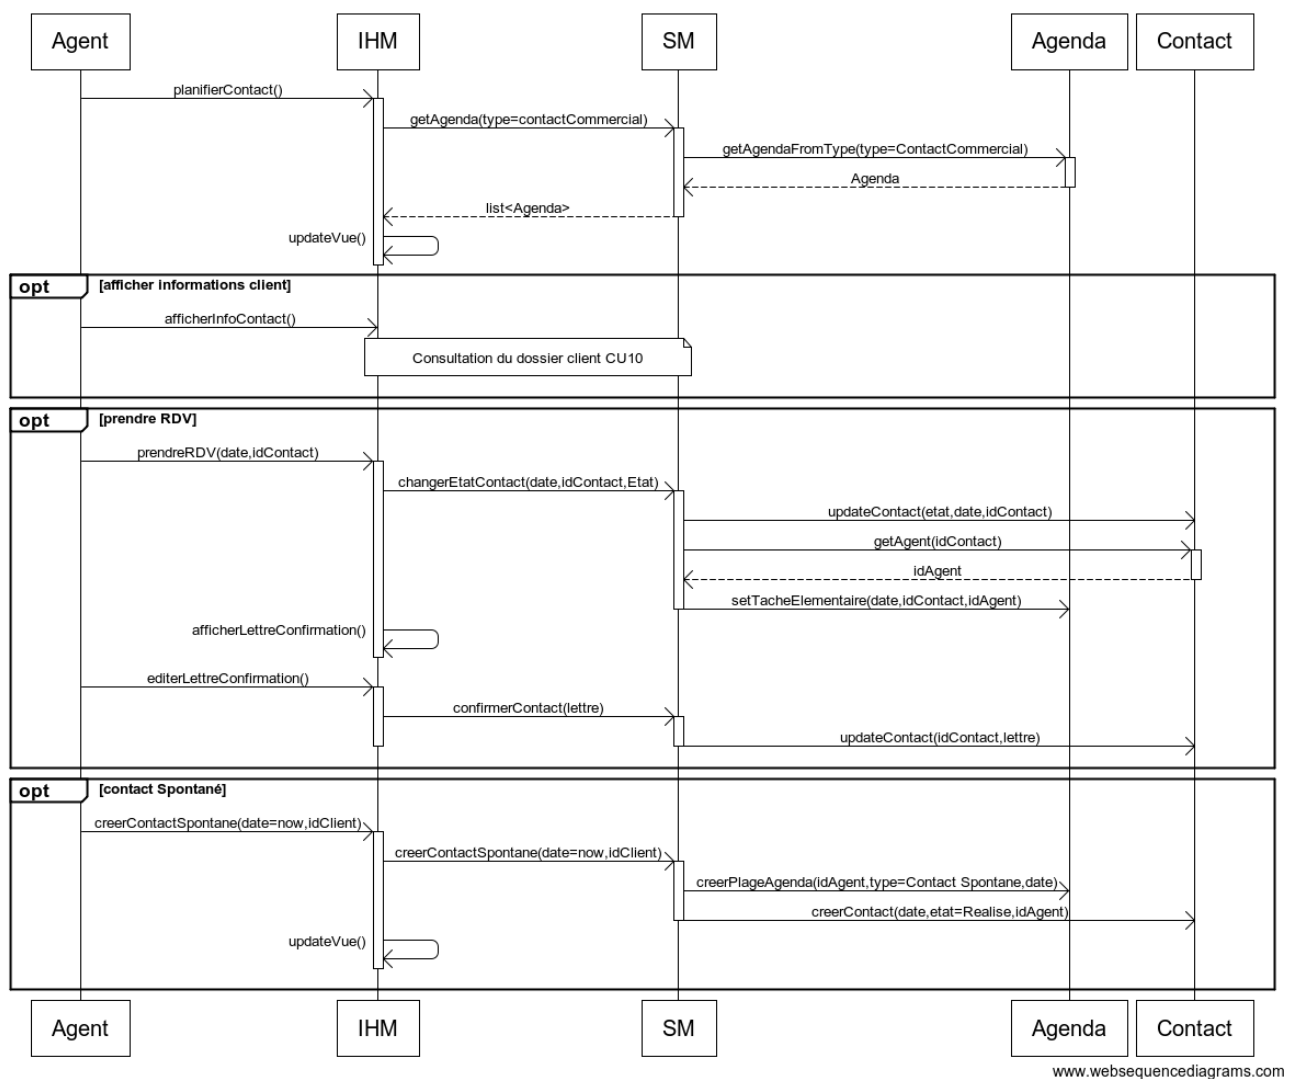 Agent
IHM
SM
Agenda
Contact
planifierContact()
getAgenda(type=contactCommercial)
getAgendaFromType(type=ContactCommercial)
Agenda
list<Agenda>
updateVue()
opt [afficher informations client]
afficherInfoContact()
Consultation du dossier client CU10
opt [prendre RDV]
prendreRDV(date,idContact)
changerEtatContact(date,idContact,Etat)
updateContact(etat,date,idContact)
getAgent(idContact)
idAgent
setTacheElementaire(date,idContact,idAgent)
afficherLettreConfirmation()
editerLettreConfirmation()
confirmerContact(lettre)
updateContact(idContact,lettre)
opt [contact Spontané]
creerContactSpontane(date=now,idClient)
creerContactSpontane(date=now,idClient)
creerPlageAgenda(idAgent,type=Contact Spontane,date)
creerContact(date,etat=Realise,idAgent)
updateVue()
Agent
IHM
SM
Agenda
Contact
www.websequencediagrams.com